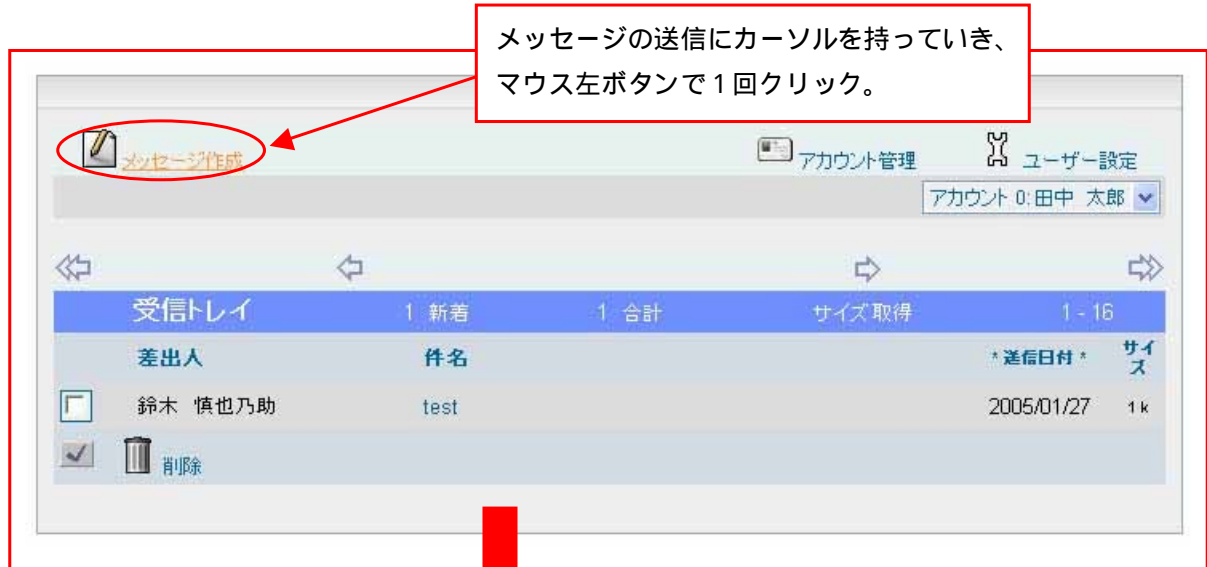 メッセージの送信にカーソルを持っていき、
マウス左ボタンで１回クリック。
メッセージ作成
アカウント管理
ユーザー設定
アカウント 0: 田中 太郎
受信トレイ 1 新着 1 合計 サイズ取得 1 - 16
差出人 件名 * 送信日付 * サイズ
鈴木 慎也乃助 test 2005/01/27 1 k
削除